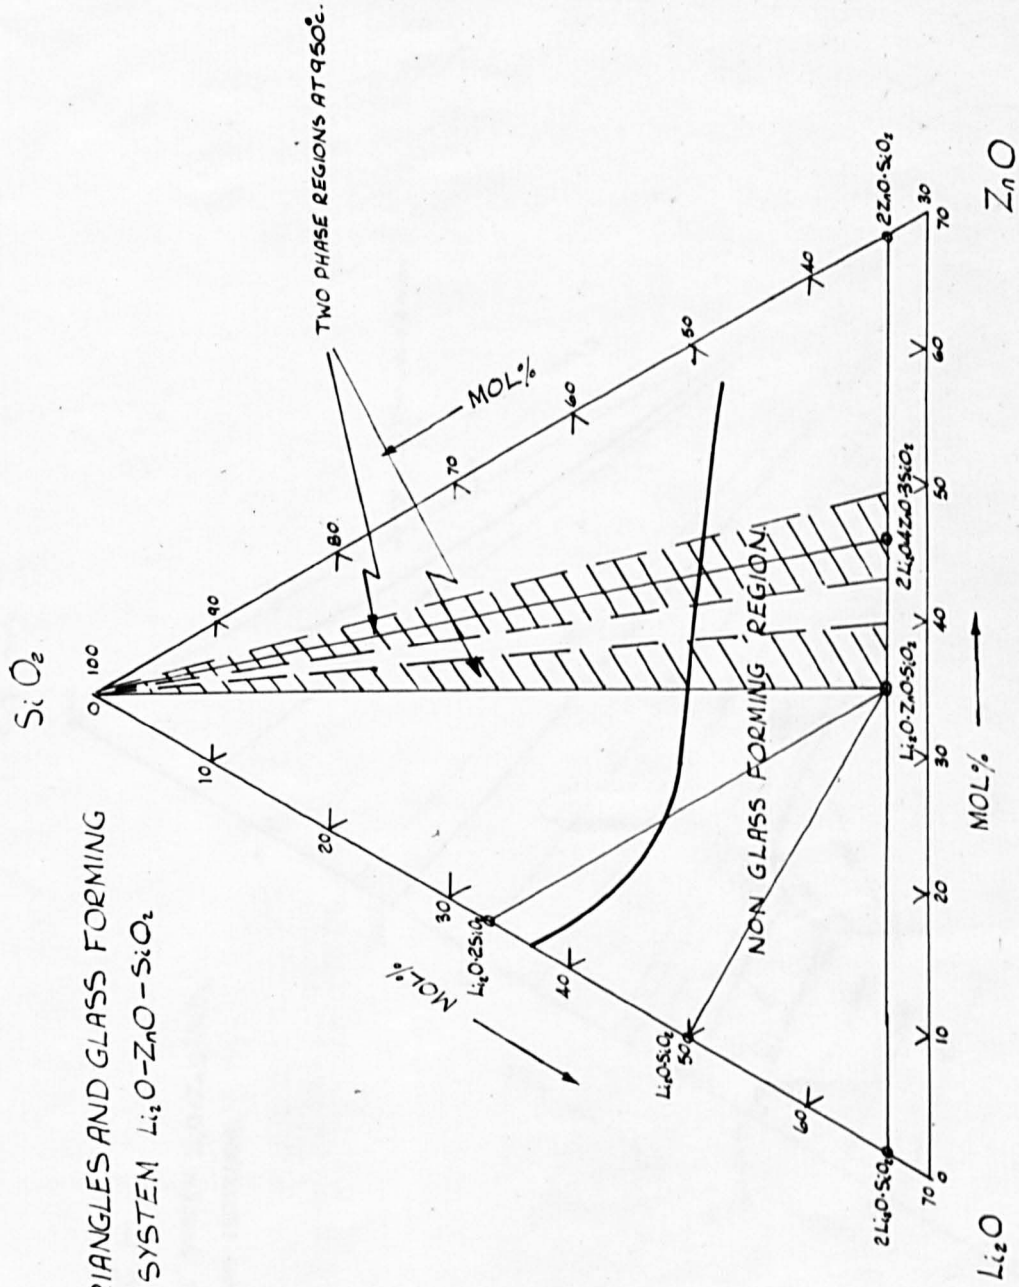 SiO₂
RIANGLES AND GLASS FORMING
SYSTEM Li₂O-ZnO-SiO₂
TWO PHASE REGIONS AT 950°C.
0
100
10
90
20
80
30
70
Li₂O·2SiO₂
MOL%
MOL%
40
60
Li₂O·SiO₂
50
50
60
40
NON GLASS FORMING REGION.
2Li₂O·SiO₂
Li₂O·ZnO·SiO₂
2Li₂O4ZnO·3SiO₂
2ZnO·SiO₂
70
30
0
10
20
30
40
50
60
70
MOL%
Li₂O
ZnO